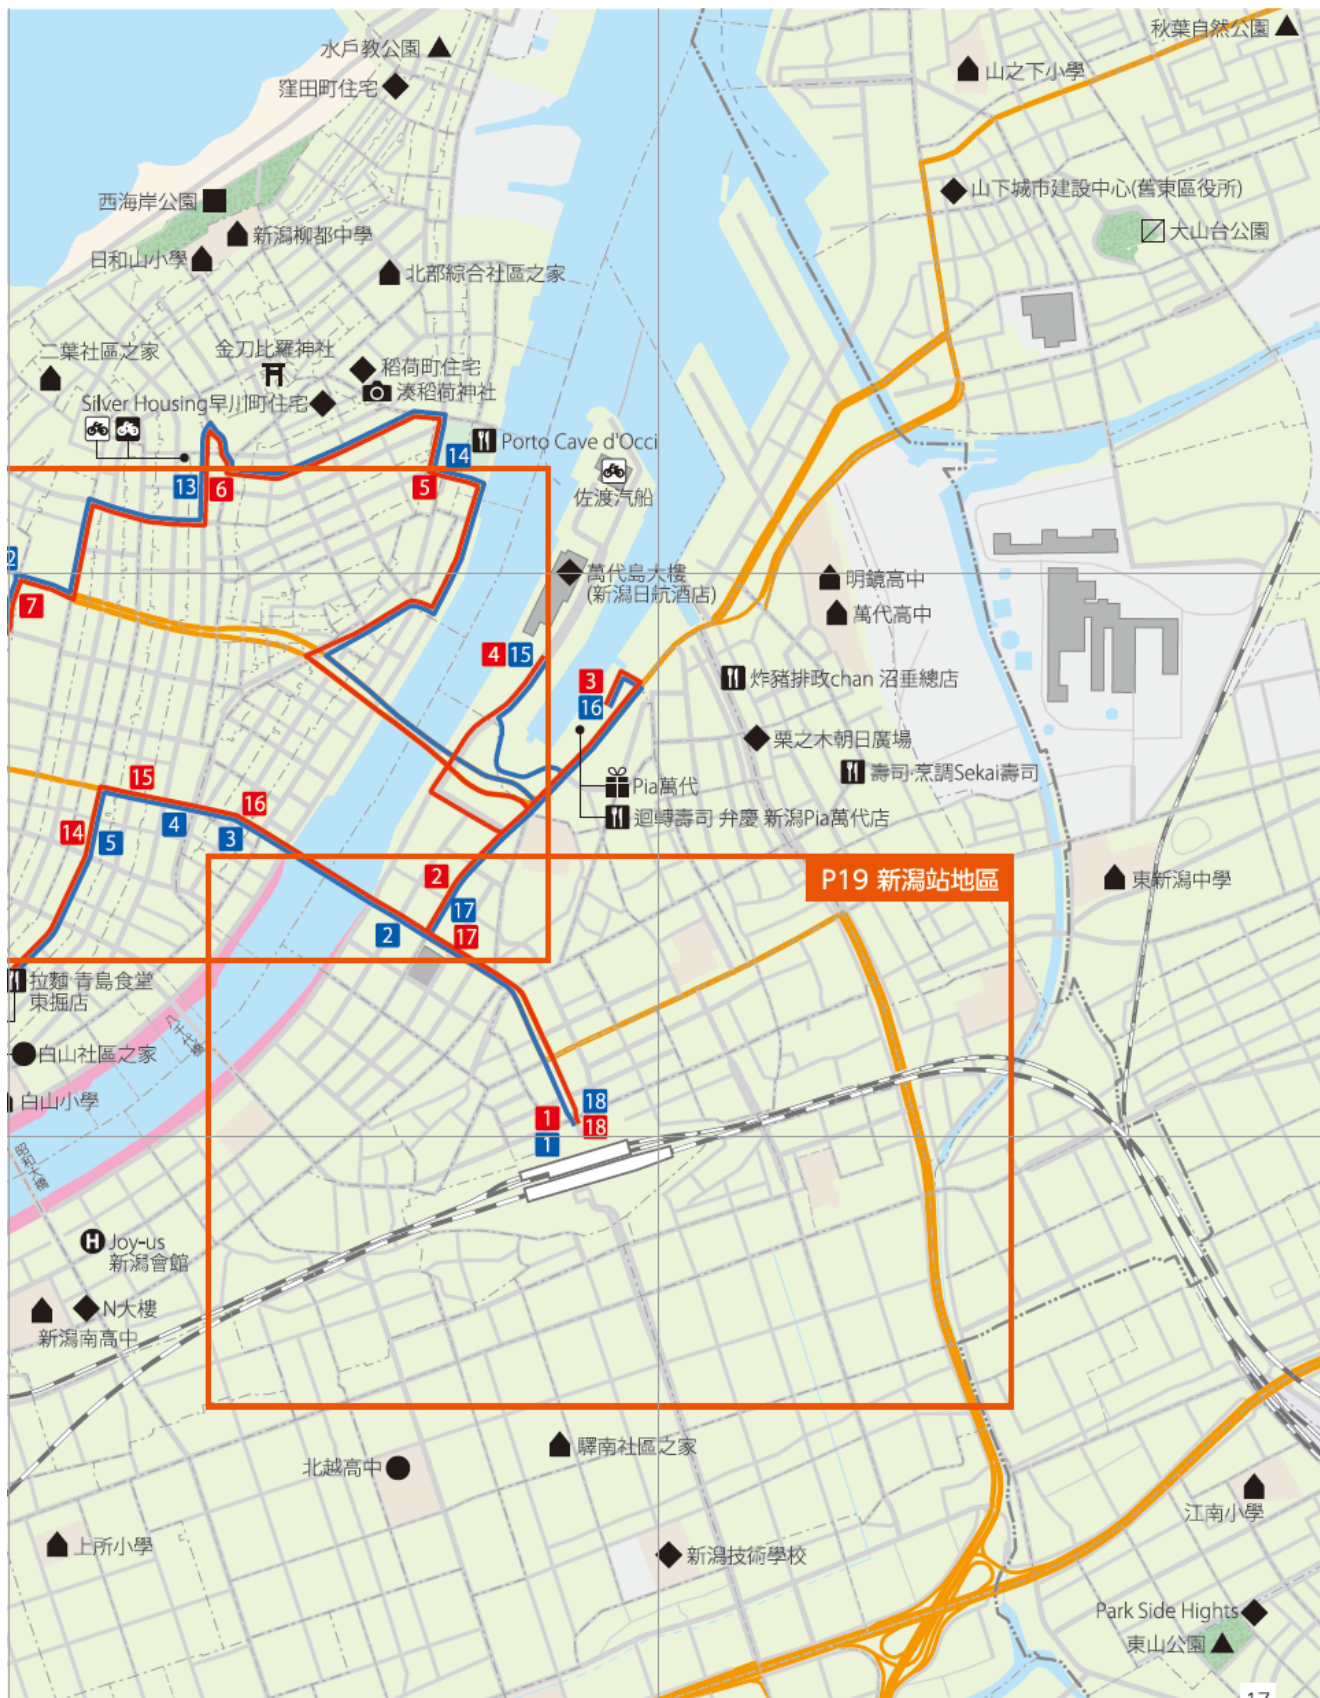 水戶教公園
秋葉自然公園
山之下小學
窪田町住宅
山下城市建設中心(舊東區役所)
西海岸公園
新潟柳都中學
大山台公園
日和山小學
北部綜合社區之家
二葉社區之家
金刀比羅神社
稻荷町住宅
湊稻荷神社
Silver Housing早川町住宅
Porto Cave d'Occi
14
13
6
5
佐渡汽船
2
7
萬代島大樓
(新潟日航酒店)
明鏡高中
萬代高中
4
15
3
16
炸豬排政chan 沼垂總店
栗之木朝日廣場
壽司·烹調Sekai壽司
15
16
Pia萬代
迴轉壽司 弁慶 新潟Pia萬代店
14
5
4
3
2
P19 新潟站地區
東新潟中學
17
2
17
拉麵 青島食堂
東掘店
八千代橋
白山社區之家
白山小學
1
18
1
18
昭和大橋
H
Joy-us
新潟會館
N大樓
新潟南高中
驛南社區之家
北越高中
江南小學
上所小學
新潟技術學校
Park Side Hights
東山公園
17